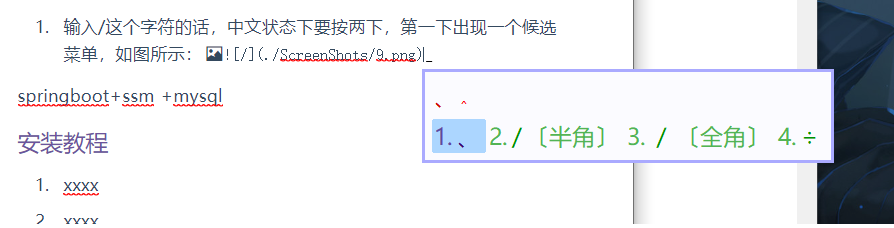 1. 输入/这个字符的话，中文状态下要按两下，第一下出现一个候选
菜单，如图所示：![/](./ScreenShots/9.png)_
springboot+ssm +mysql
安装教程
1. xxxx
2. xxxx
、‸
1. 、 2. / 〔半角〕 3. ／ 〔全角〕 4. ÷